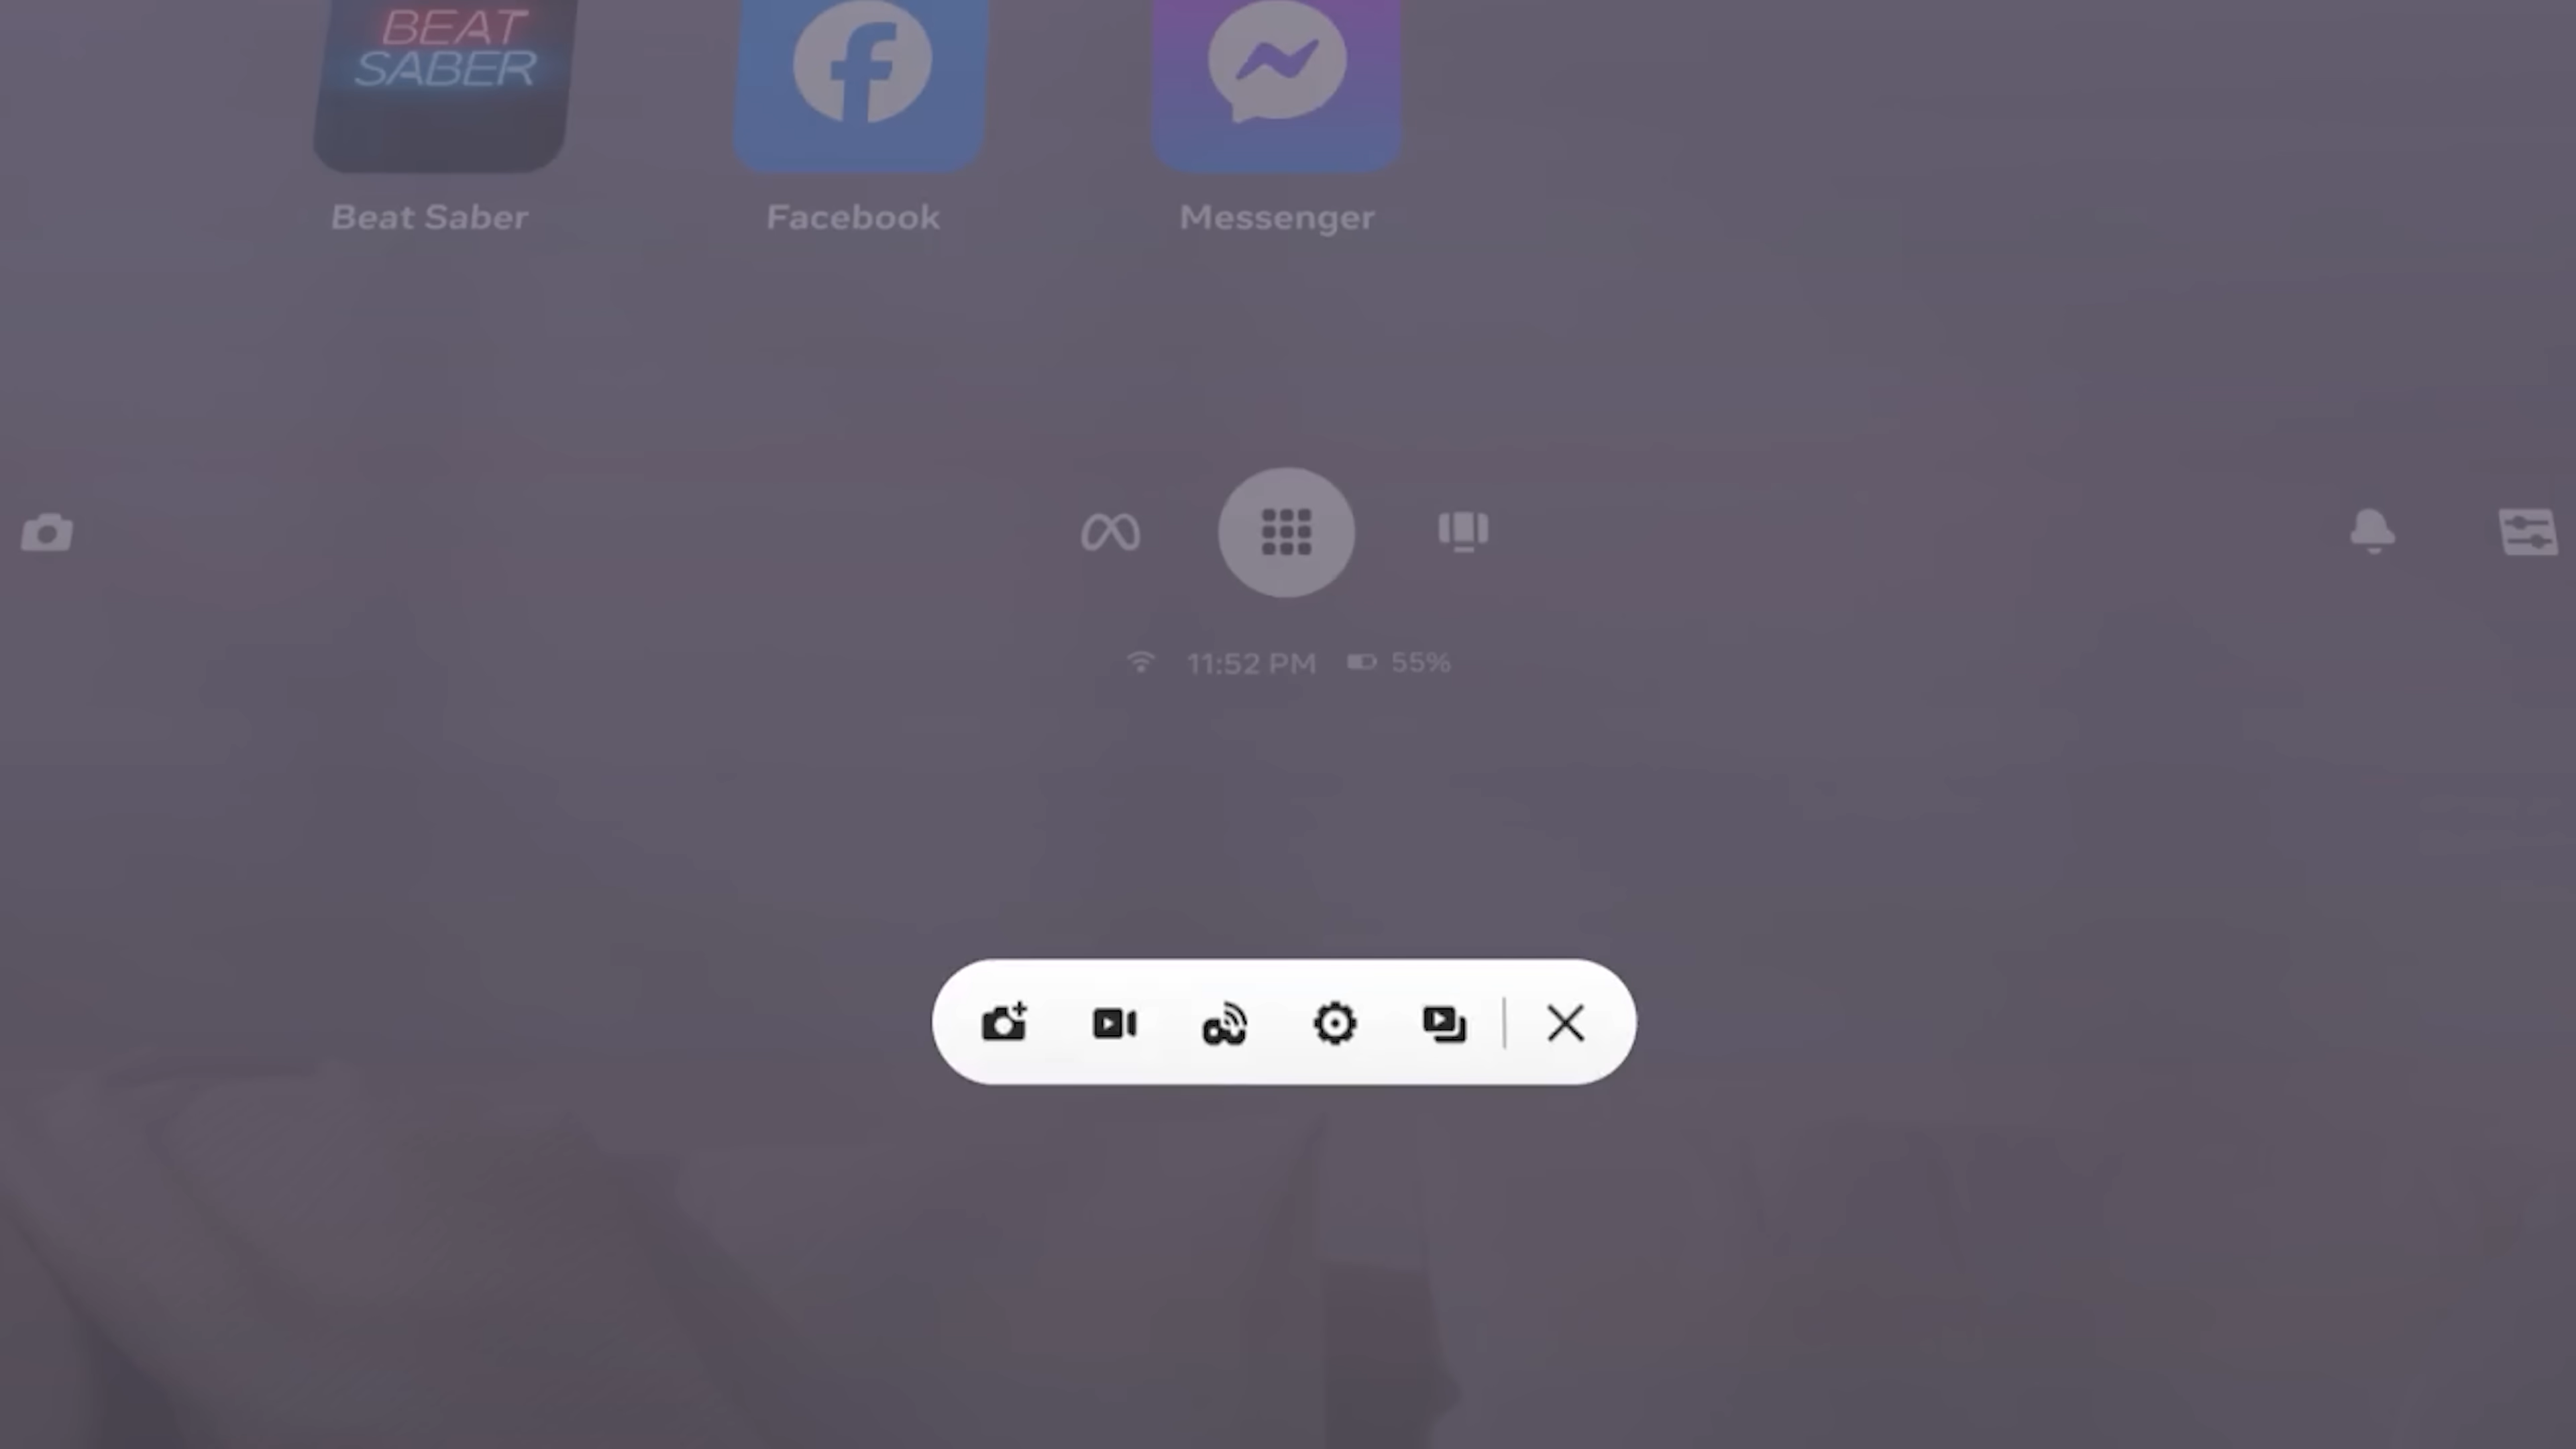 BEAT
SABER
Beat Saber
Facebook
Messenger
11:52 PM 55%